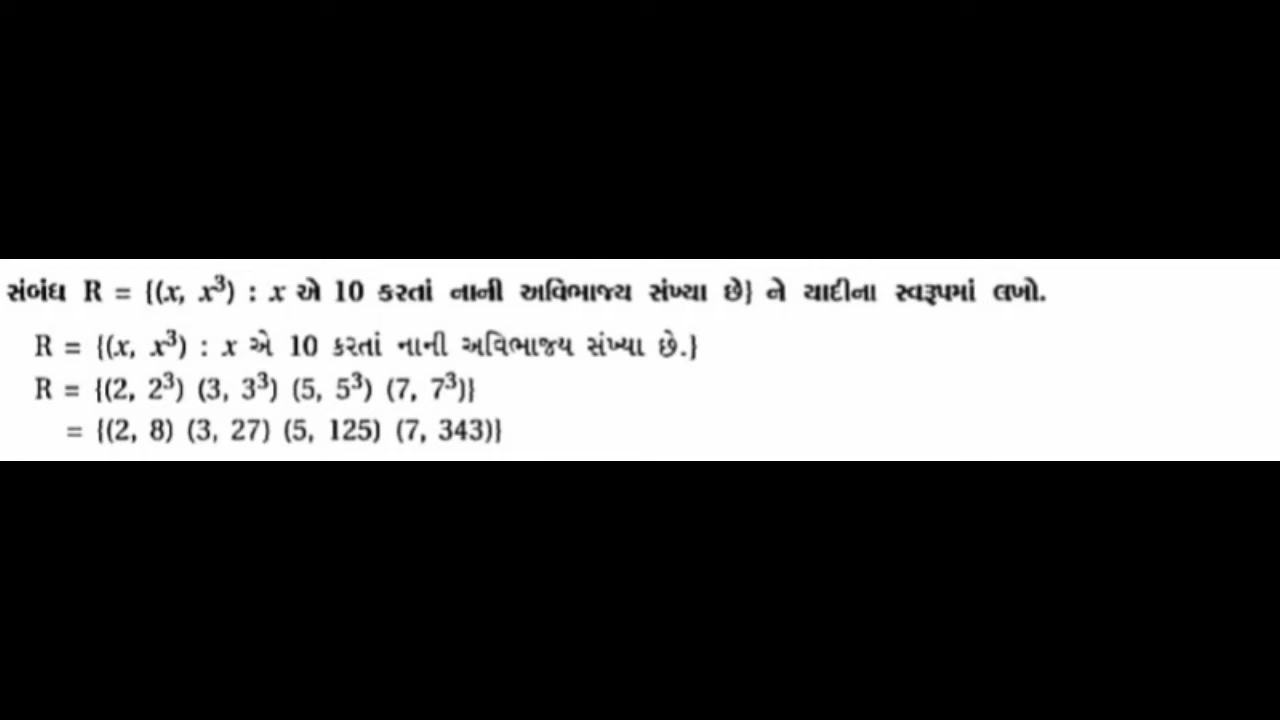 સંબંધ R = {(x, x³) : x એ 10 કરતાં નાની અવિભાજ્ય સંખ્યા છે} ને યાદીના સ્વરૂપમાં લખો.
R = {(x, x³) : x એ 10 કરતાં નાની અવિભાજ્ય સંખ્યા છે.}
R = {(2, 2³) (3, 3³) (5, 5³) (7, 7³)}
= {(2, 8) (3, 27) (5, 125) (7, 343)}